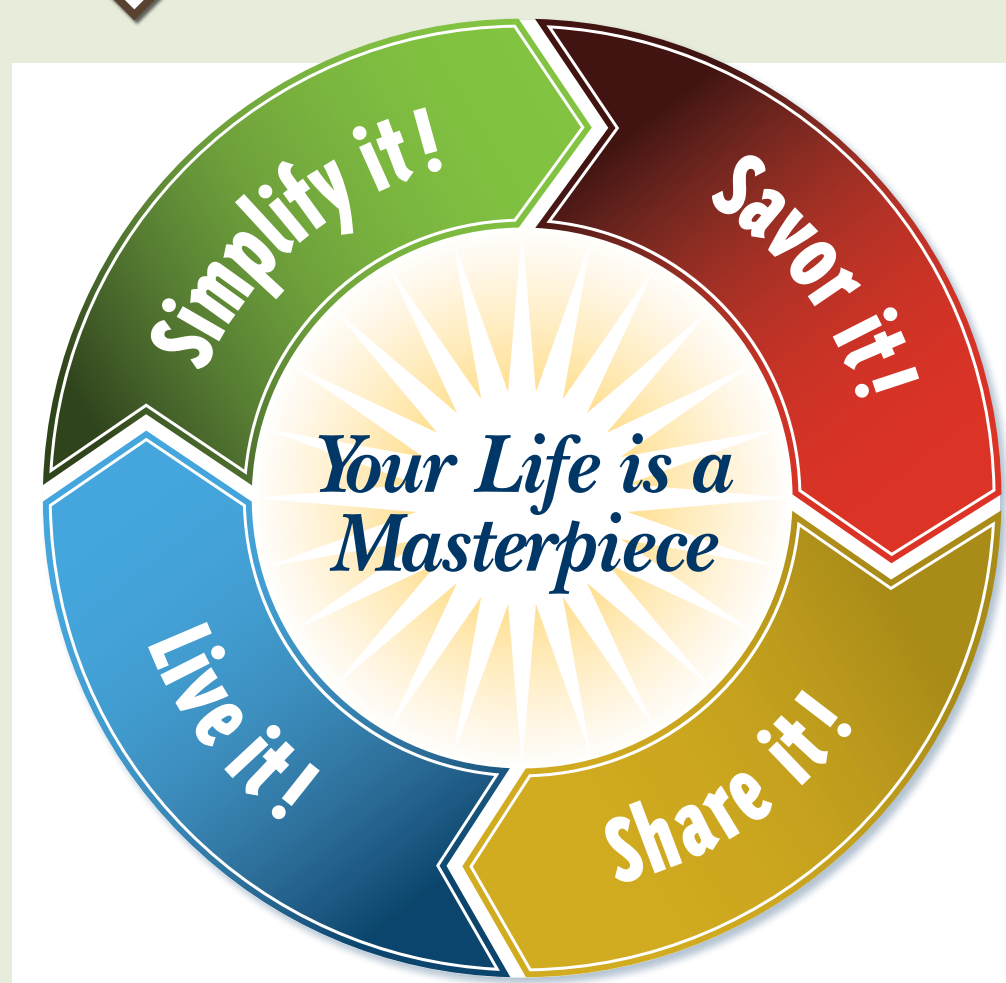 Simplify it!
Savor it!
Your Life is a
Masterpiece
Live it!
Share it!